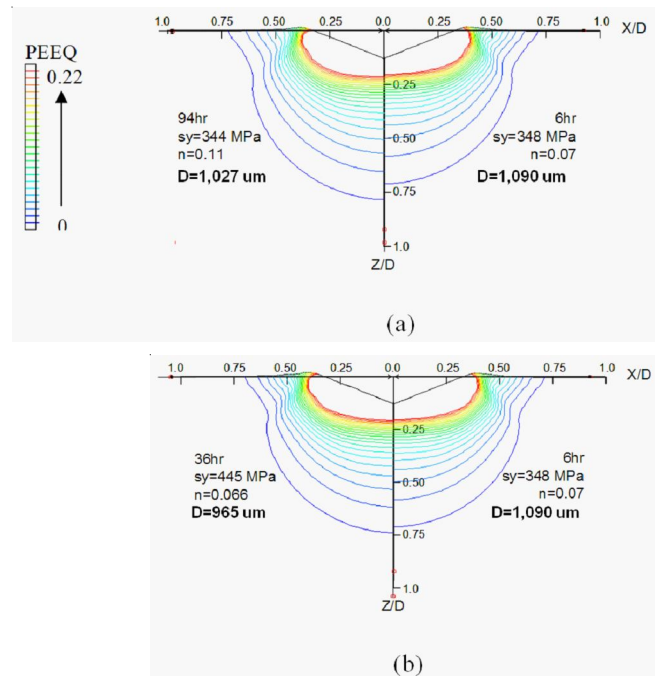 1.0 0.75 0.50 0.25 0.0 0.25 0.50 0.75 1.0 X/D
PEEQ
0.22
0
0.25
0.50
0.75
1.0
Z/D
94hr
sy=344 MPa
n=0.11
D=1,027 um
6hr
sy=348 MPa
n=0.07
D=1,090 um
(a)
1.0 0.75 0.50 0.25 0.0 0.25 0.50 0.75 1.0 X/D
0.25
0.50
0.75
1.0
Z/D
36hr
sy=445 MPa
n=0.066
D=965 um
6hr
sy=348 MPa
n=0.07
D=1,090 um
(b)